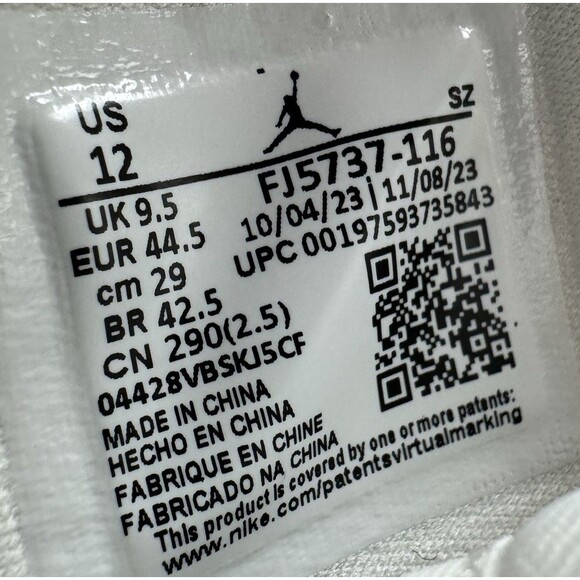 US
12
SZ
FJ5737-116
10/04/23 | 11/08/23
UPC 00197593735843
UK 9.5
EUR 44.5
cm 29
BR 42.5
CN 290(2.5)
04428VBSKJ5CF
MADE IN CHINA
HECHO EN CHINA
FABRIQUE EN CHINE
FABRICADO NA CHINA
This product is covered by one or more patents:
www.nike.com/patentsvirtualmarking